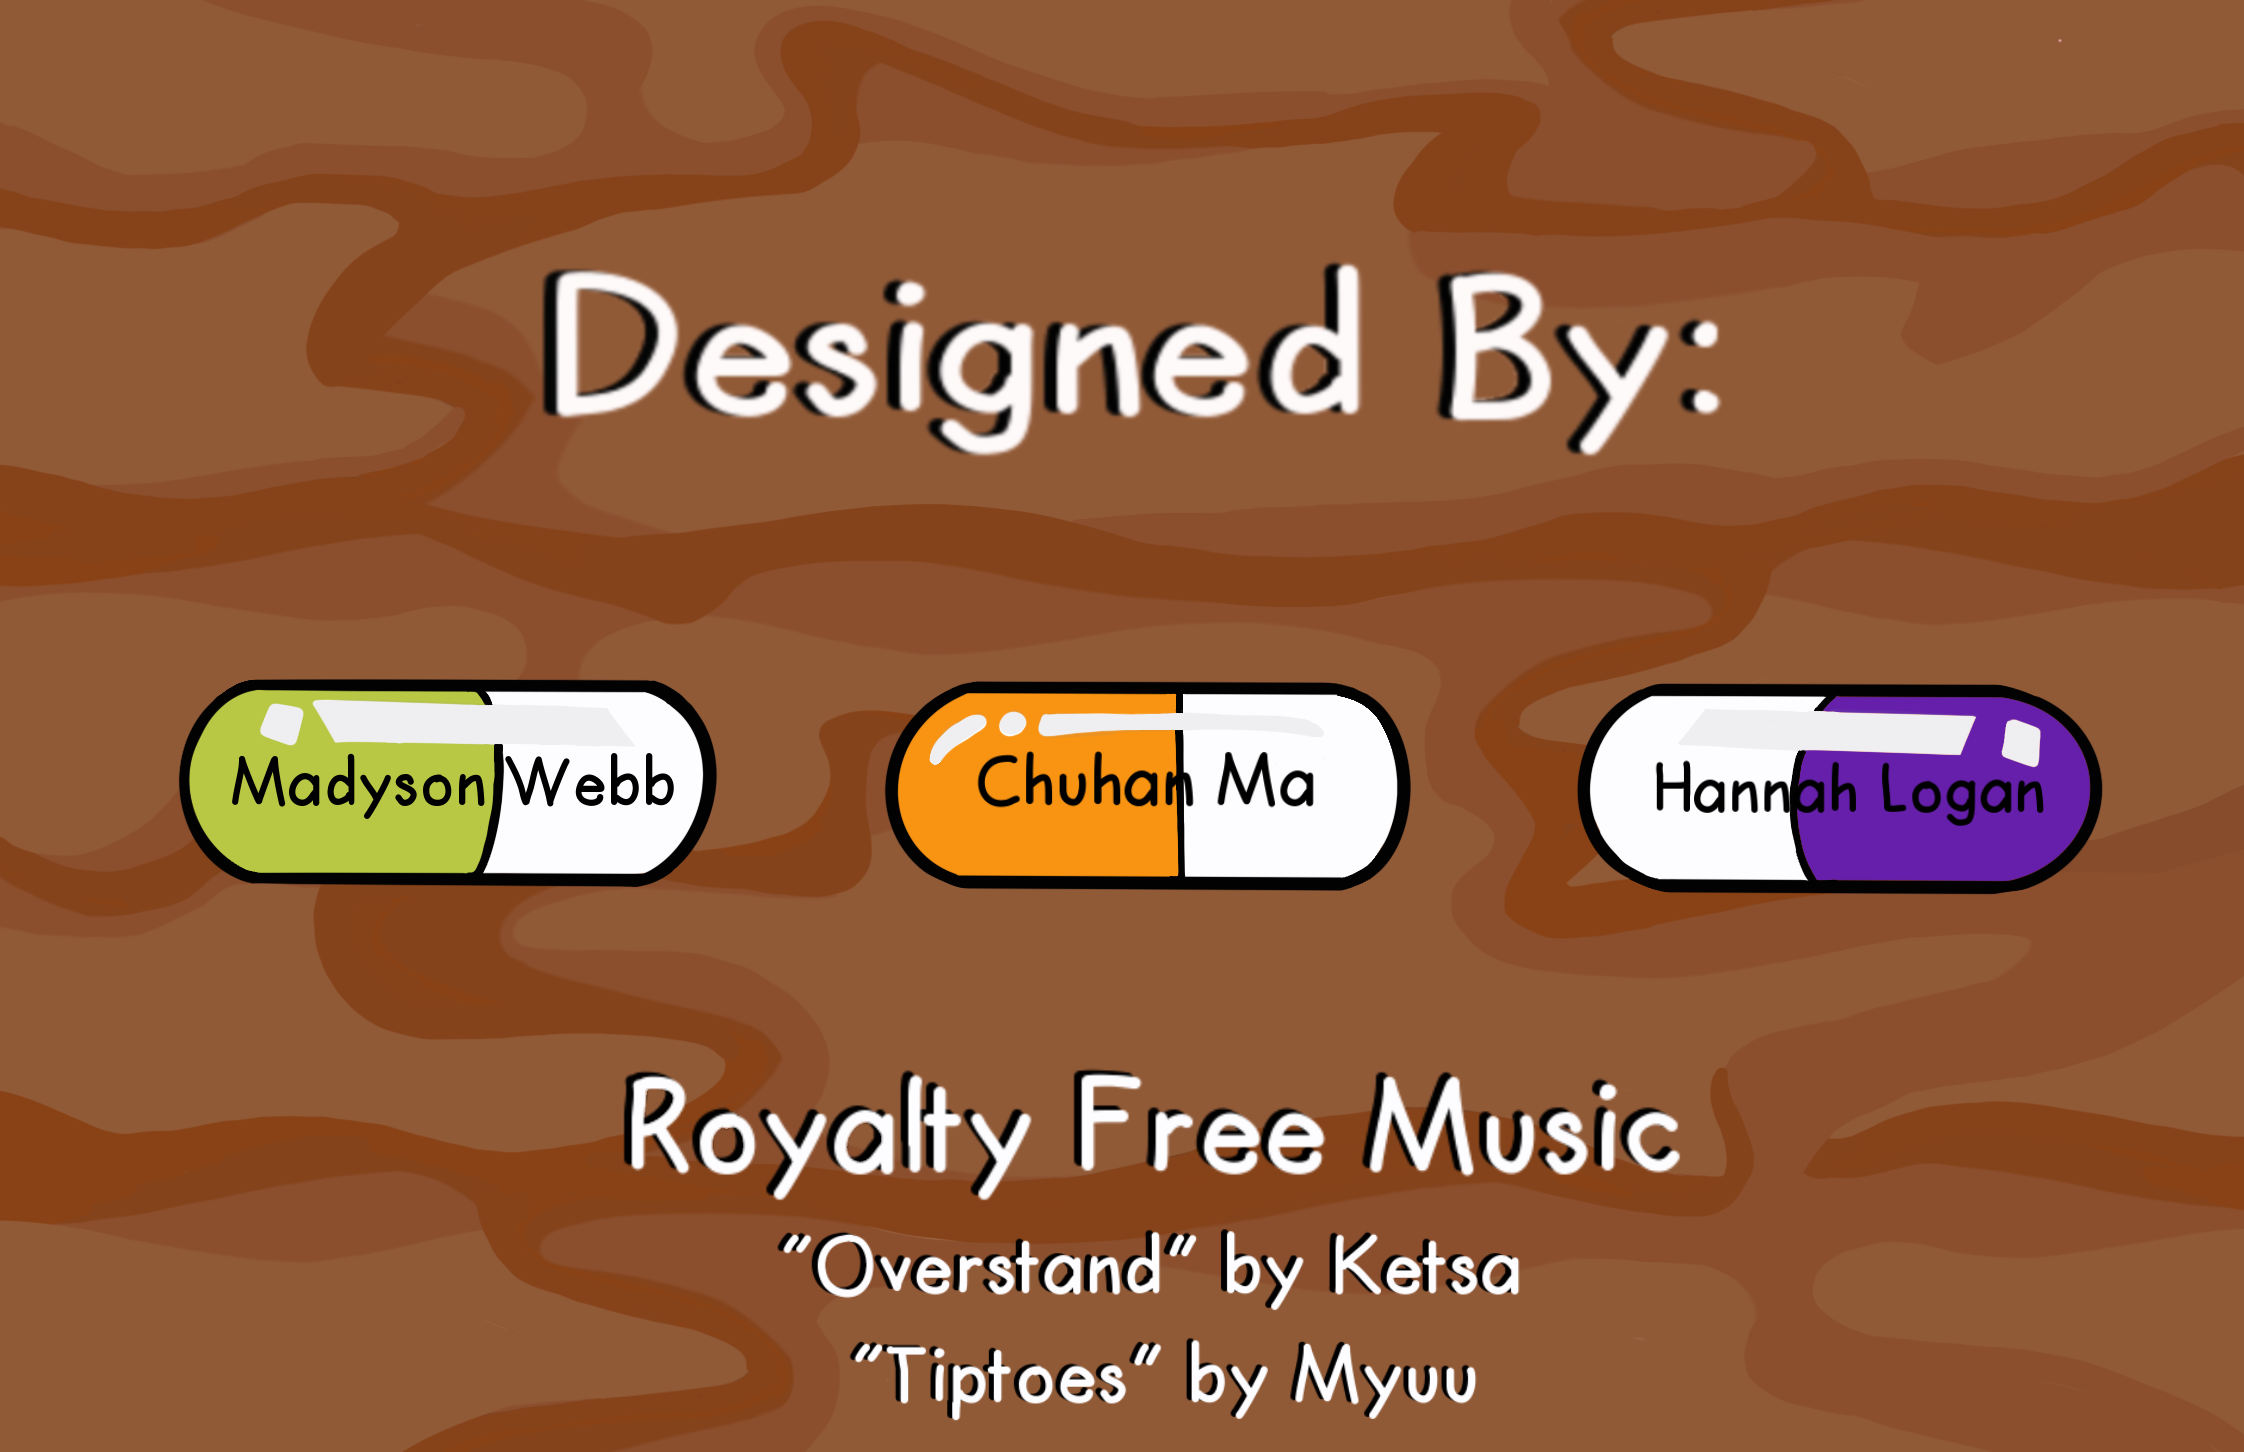 Designed By:
Madyson Webb
Chuhan Ma
Hannah Logan
Royalty Free Music
"Overstand" by Ketsa
"Tiptoes" by Myuu